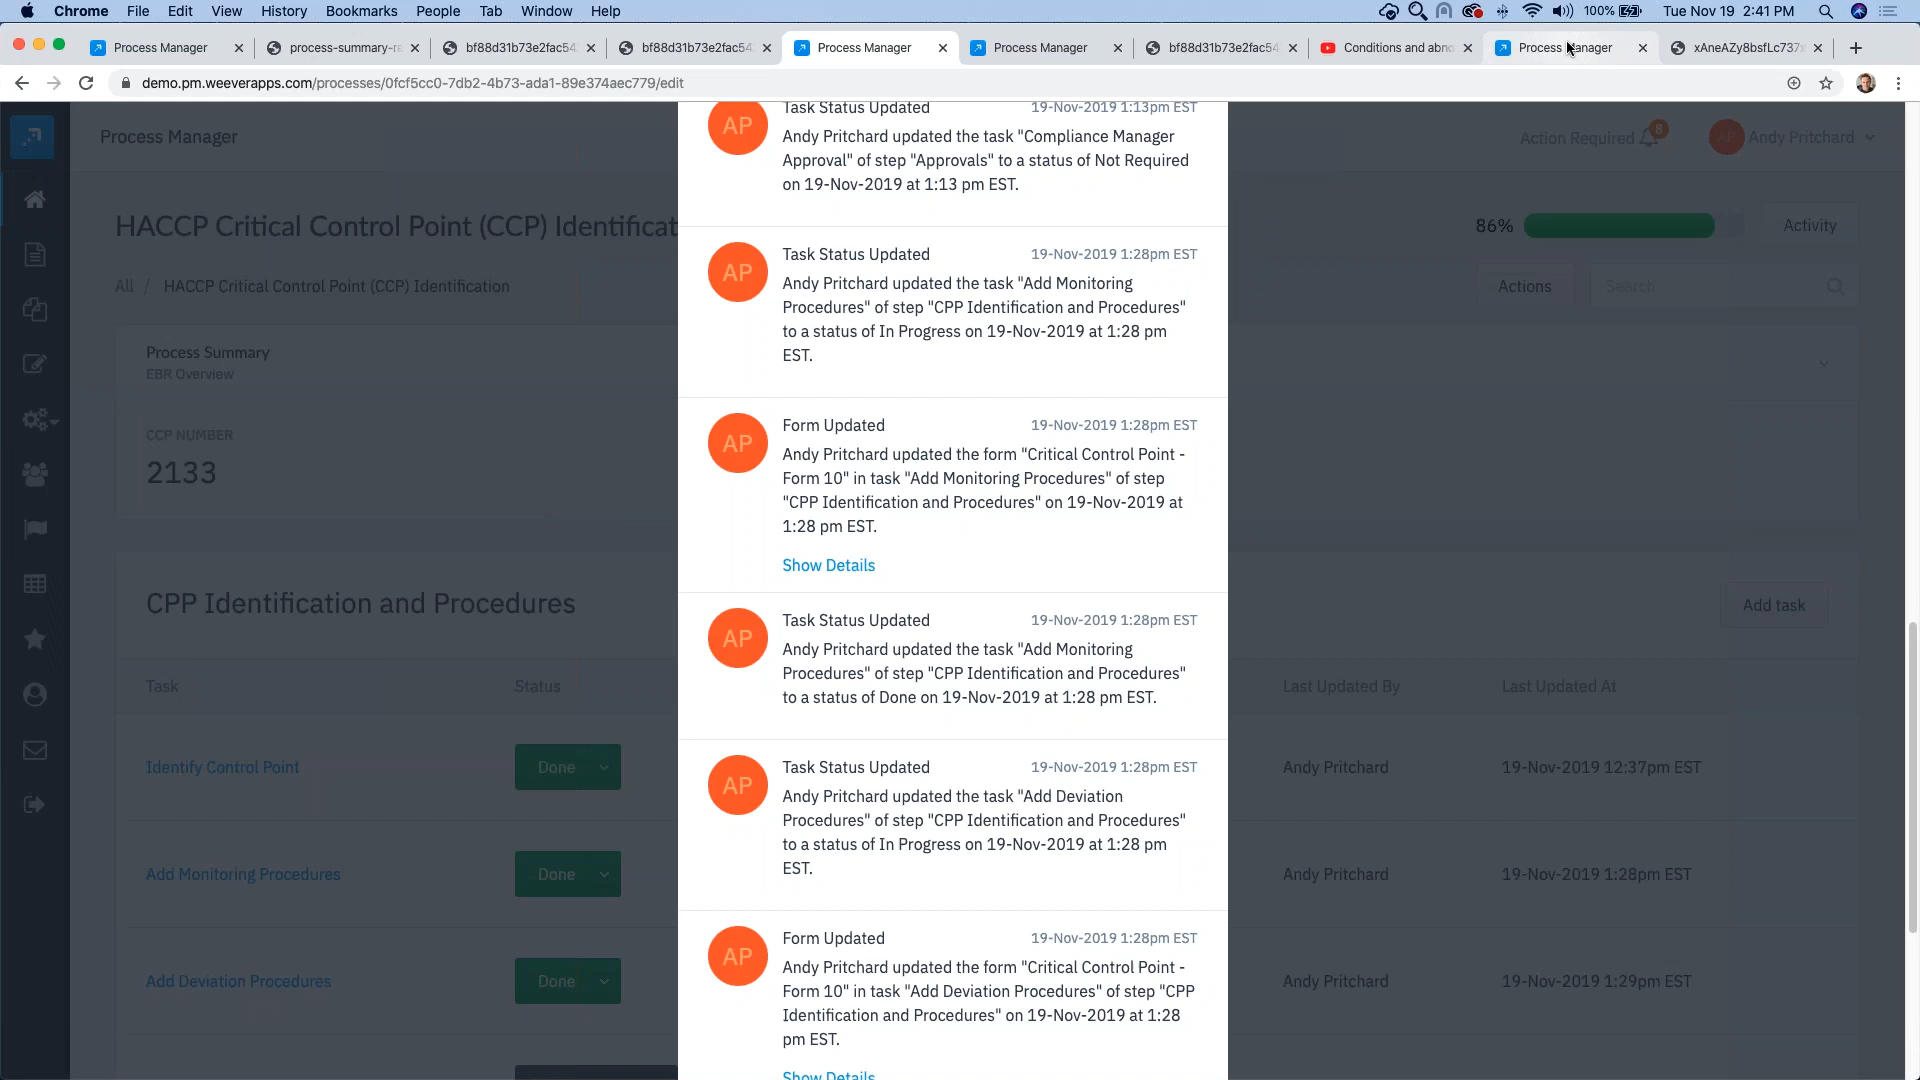 Chrome File Edit View History Bookmarks People Tab Window Help 100% Tue Nov 19 2:41 PM
Process Manager process-summary-re bf88d31b73e2fac54 bf88d31b73e2fac54 Process Manager Process Manager bf88d31b73e2fac54 Conditions and abno Process Manager xAneAZy8bsfLc737
demo.pm.weeverapps.com/processes/0fcf5cc0-7db2-4b73-ada1-89e374aec779/edit
Process Manager
Action Required 8
AP Andy Pritchard
HACCP Critical Control Point (CCP) Identificat
86%
Activity
All / HACCP Critical Control Point (CCP) Identification
Actions
Search
Process Summary
EBR Overview
CCP NUMBER
2133
CPP Identification and Procedures
Add task
Task Status Last Updated By Last Updated At
Identify Control Point Done Andy Pritchard 19-Nov-2019 12:37pm EST
Add Monitoring Procedures Done Andy Pritchard 19-Nov-2019 1:28pm EST
Add Deviation Procedures Done Andy Pritchard 19-Nov-2019 1:29pm EST
AP
Task Status Updated 19-Nov-2019 1:13pm EST
Andy Pritchard updated the task "Compliance Manager
Approval" of step "Approvals" to a status of Not Required
on 19-Nov-2019 at 1:13 pm EST.
AP
Task Status Updated 19-Nov-2019 1:28pm EST
Andy Pritchard updated the task "Add Monitoring
Procedures" of step "CPP Identification and Procedures"
to a status of In Progress on 19-Nov-2019 at 1:28 pm
EST.
AP
Form Updated 19-Nov-2019 1:28pm EST
Andy Pritchard updated the form "Critical Control Point -
Form 10" in task "Add Monitoring Procedures" of step
"CPP Identification and Procedures" on 19-Nov-2019 at
1:28 pm EST.
Show Details
AP
Task Status Updated 19-Nov-2019 1:28pm EST
Andy Pritchard updated the task "Add Monitoring
Procedures" of step "CPP Identification and Procedures"
to a status of Done on 19-Nov-2019 at 1:28 pm EST.
AP
Task Status Updated 19-Nov-2019 1:28pm EST
Andy Pritchard updated the task "Add Deviation
Procedures" of step "CPP Identification and Procedures"
to a status of In Progress on 19-Nov-2019 at 1:28 pm
EST.
AP
Form Updated 19-Nov-2019 1:28pm EST
Andy Pritchard updated the form "Critical Control Point -
Form 10" in task "Add Deviation Procedures" of step "CPP
Identification and Procedures" on 19-Nov-2019 at 1:28
pm EST.
Show Details